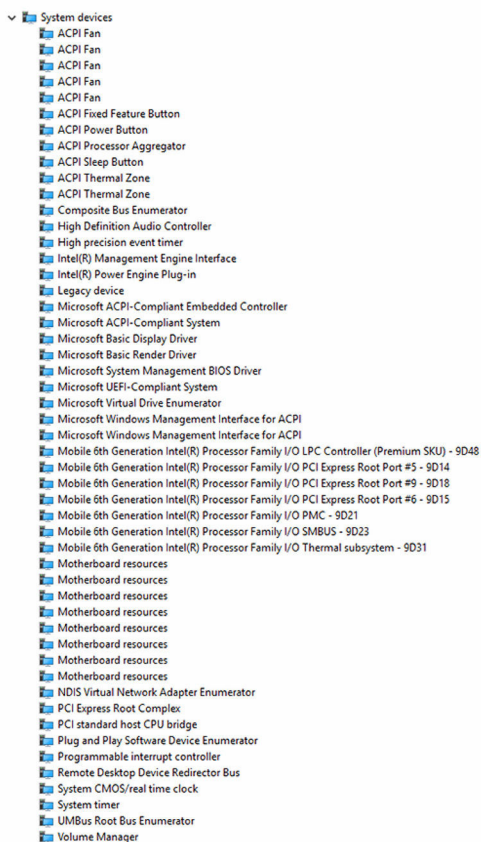 System devices
ACPI Fan
ACPI Fan
ACPI Fan
ACPI Fan
ACPI Fan
ACPI Fixed Feature Button
ACPI Power Button
ACPI Processor Aggregator
ACPI Sleep Button
ACPI Thermal Zone
ACPI Thermal Zone
Composite Bus Enumerator
High Definition Audio Controller
High precision event timer
Intel(R) Management Engine Interface
Intel(R) Power Engine Plug-in
Legacy device
Microsoft ACPI-Compliant Embedded Controller
Microsoft ACPI-Compliant System
Microsoft Basic Display Driver
Microsoft Basic Render Driver
Microsoft System Management BIOS Driver
Microsoft UEFI-Compliant System
Microsoft Virtual Drive Enumerator
Microsoft Windows Management Interface for ACPI
Microsoft Windows Management Interface for ACPI
Mobile 6th Generation Intel(R) Processor Family I/O LPC Controller (Premium SKU) - 9D48
Mobile 6th Generation Intel(R) Processor Family I/O PCI Express Root Port #5 - 9D14
Mobile 6th Generation Intel(R) Processor Family I/O PCI Express Root Port #9 - 9D18
Mobile 6th Generation Intel(R) Processor Family I/O PCI Express Root Port #6 - 9D15
Mobile 6th Generation Intel(R) Processor Family I/O PMC - 9D21
Mobile 6th Generation Intel(R) Processor Family I/O SMBUS - 9D23
Mobile 6th Generation Intel(R) Processor Family I/O Thermal subsystem - 9D31
Motherboard resources
Motherboard resources
Motherboard resources
Motherboard resources
Motherboard resources
Motherboard resources
Motherboard resources
Motherboard resources
NDIS Virtual Network Adapter Enumerator
PCI Express Root Complex
PCI standard host CPU bridge
Plug and Play Software Device Enumerator
Programmable interrupt controller
Remote Desktop Device Redirector Bus
System CMOS/real time clock
System timer
UMBus Root Bus Enumerator
Volume Manager